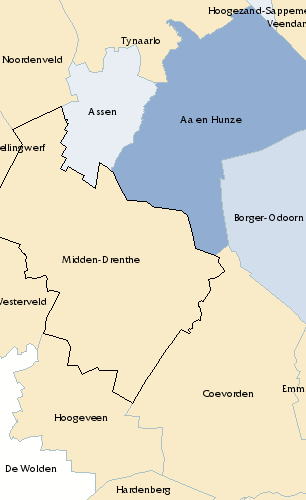 Hoogezand-Sappeme
Veendan
Tynaarlo
Noordenveld
Assen
Aa en Hunze
ellingwerf
Borger-Odoorn
Midden-Drenthe
Westerveld
Coevorden
Emm
Hoogeveen
De Wolden
Hardenberg